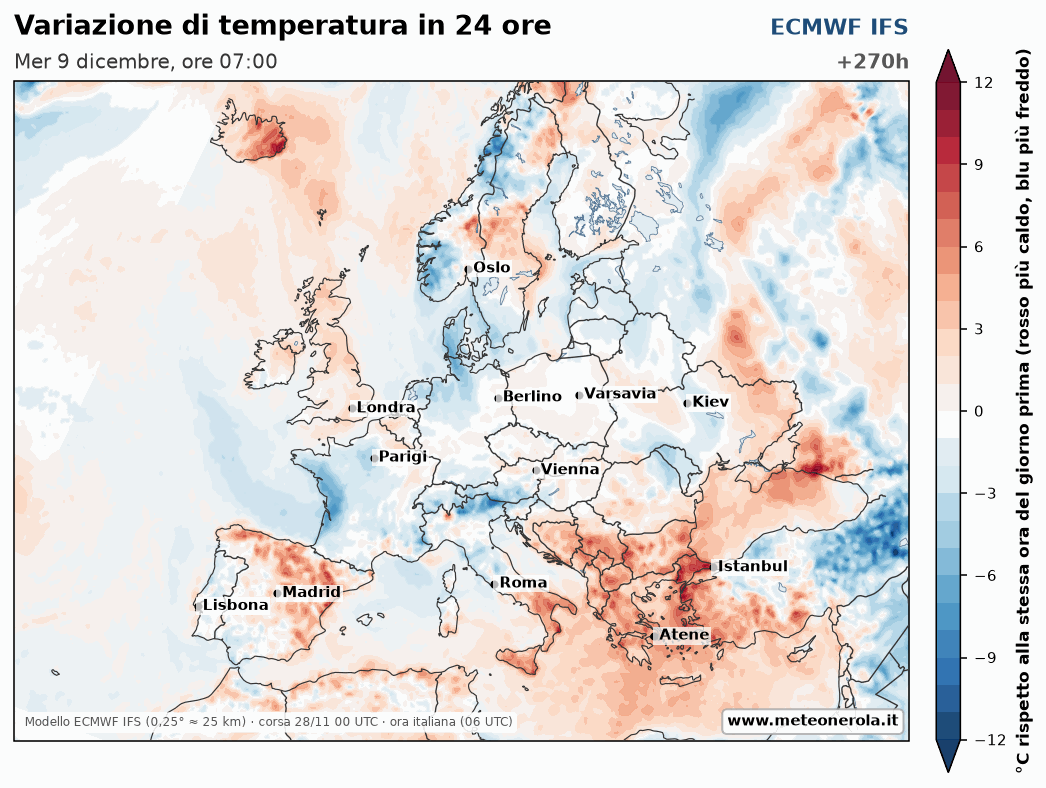 Variazione di temperatura in 24 ore
ECMWF IFS
Mer 9 dicembre, ore 07:00
+270h
Oslo
Londra
Berlino
Varsavia
Kiev
Parigi
Vienna
Istanbul
Roma
Madrid
Lisbona
Atene
Modello ECMWF IFS (0,25° ≈ 25 km) · corsa 28/11 00 UTC · ora italiana (06 UTC)
www.meteonerola.it
12
9
6
3
0
−3
−6
−9
−12
°C rispetto alla stessa ora del giorno prima (rosso più caldo, blu più freddo)